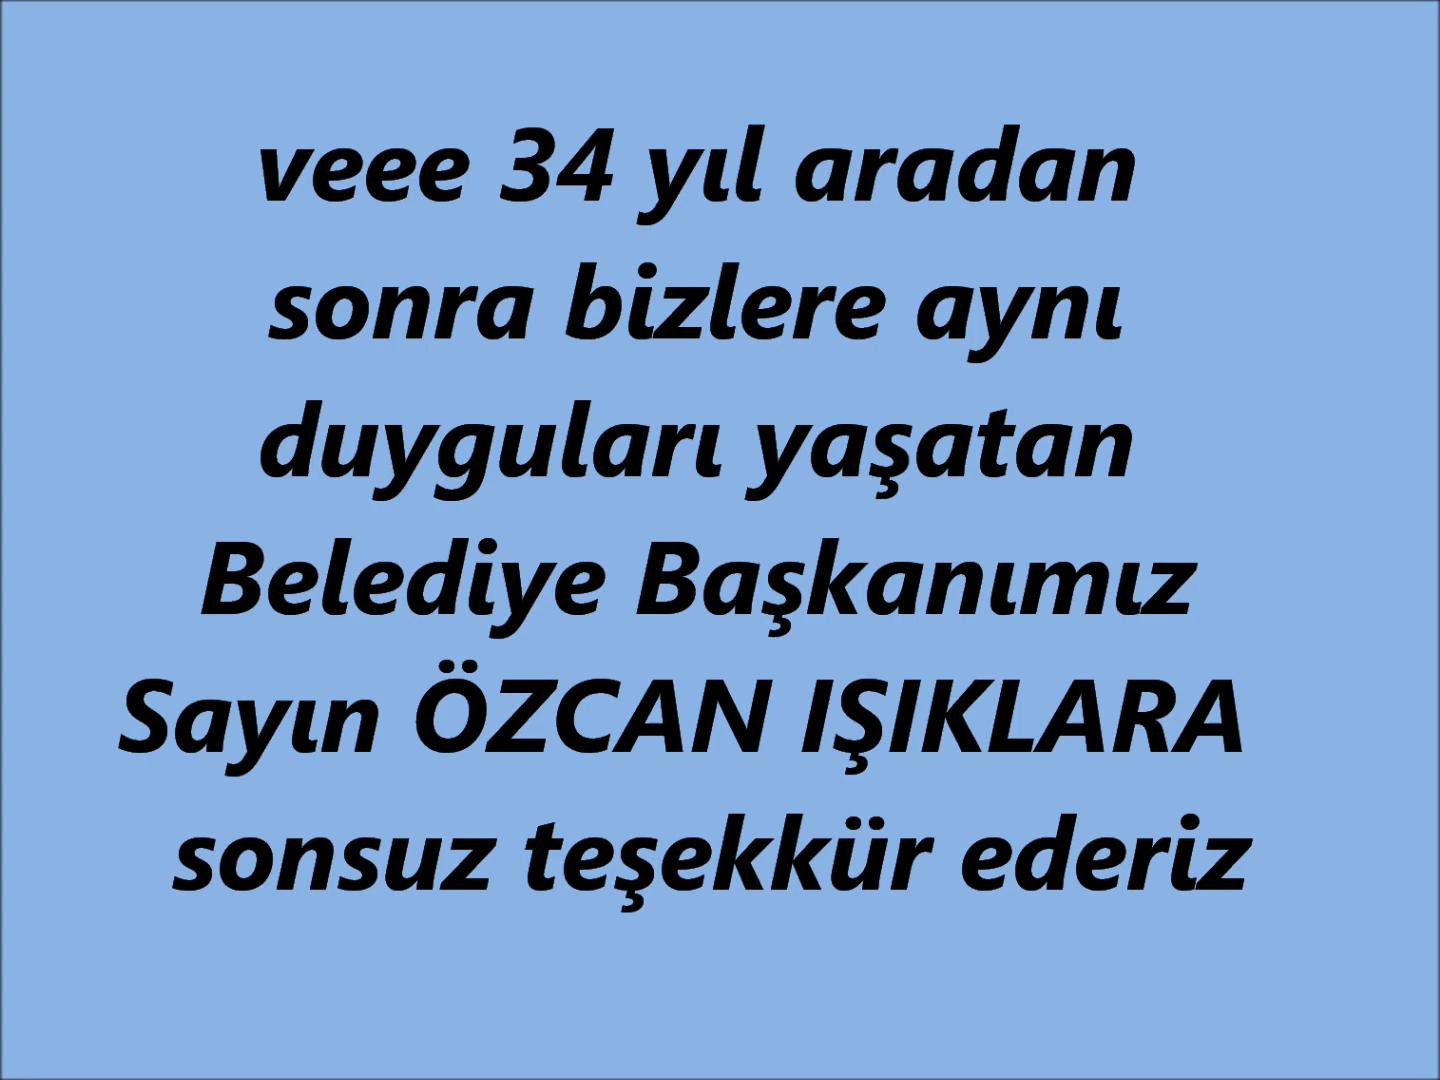 veee 34 yıl aradan
sonra bizlere aynı
duyguları yaşatan
Belediye Başkanımız
Sayın ÖZCAN IŞIKLARA
sonsuz teşekkür ederiz